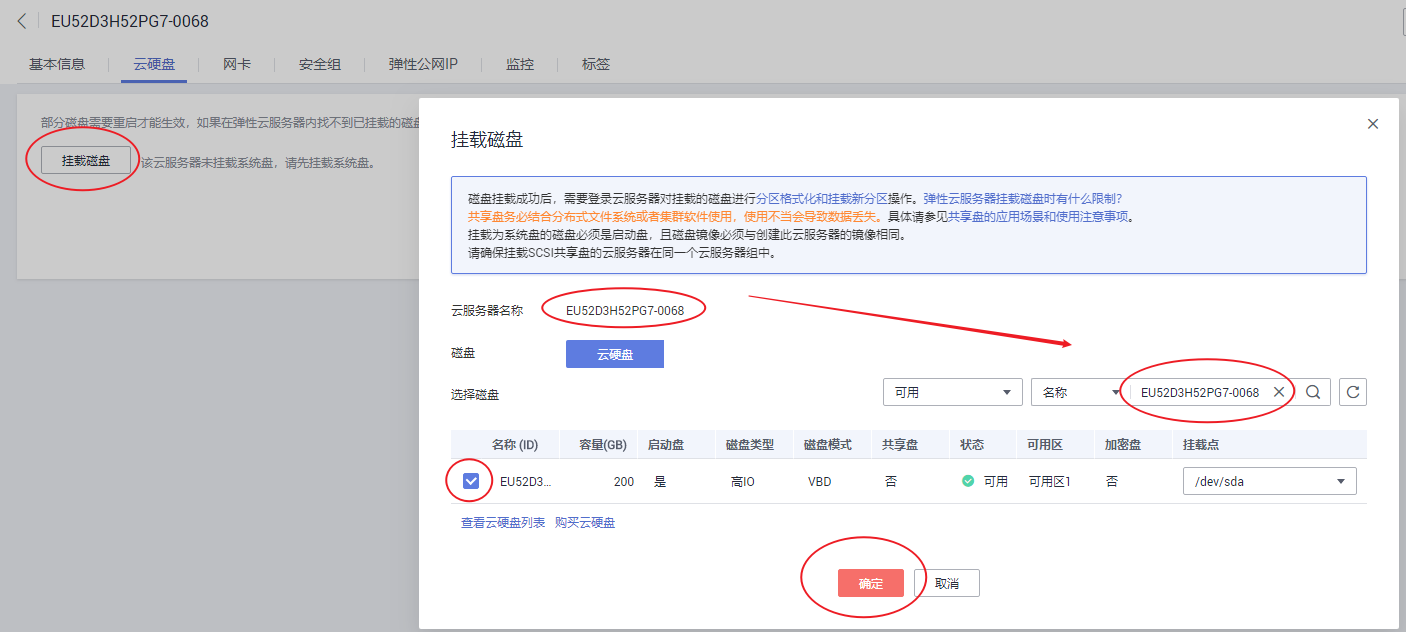 EU52D3H52PG7-0068
基本信息 云硬盘 网卡 安全组 弹性公网IP 监控 标签
部分磁盘需要重启才能生效，如果在弹性云服务器内找不到已挂载的磁盘
挂载磁盘 该云服务器未挂载系统盘，请先挂载系统盘。
挂载磁盘
磁盘挂载成功后，需要登录云服务器对挂载的磁盘进行分区格式化和挂载新分区操作。弹性云服务器挂载磁盘时有什么限制?
共享盘务必结合分布式文件系统或者集群软件使用，使用不当会导致数据丢失。具体请参见共享盘的应用场景和使用注意事项。
挂载为系统盘的磁盘必须是启动盘，且磁盘镜像必须与创建此云服务器的镜像相同。
请确保挂载SCSI共享盘的云服务器在同一个云服务器组中。
云服务器名称 EU52D3H52PG7-0068
磁盘 云硬盘
选择磁盘 可用 名称 EU52D3H52PG7-0068
名称 (ID) 容量(GB) 启动盘 磁盘类型 磁盘模式 共享盘 状态 可用区 加密盘 挂载点
EU52D3... 200 是 高IO VBD 否 可用 可用区1 否 /dev/sda
查看云硬盘列表 购买云硬盘
确定 取消